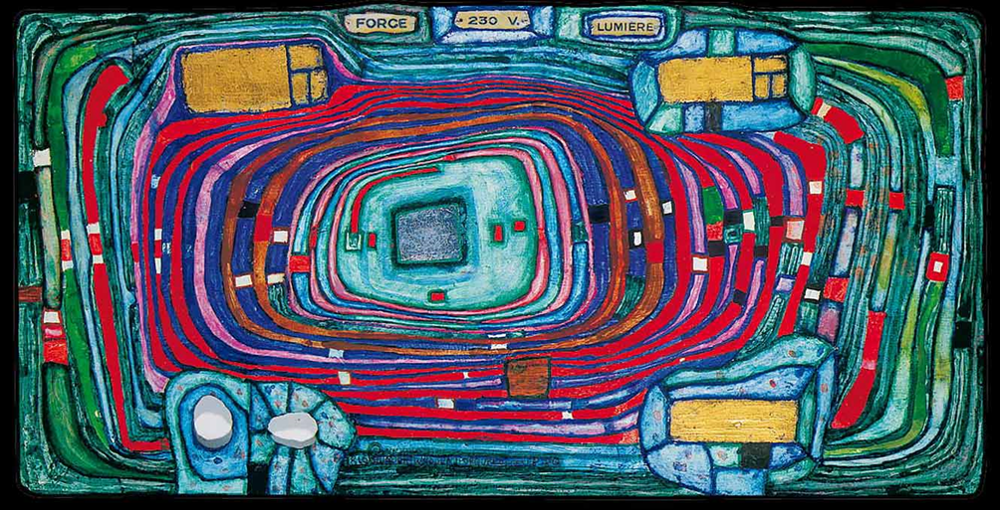 FORCE
230 V.
LUMIERE